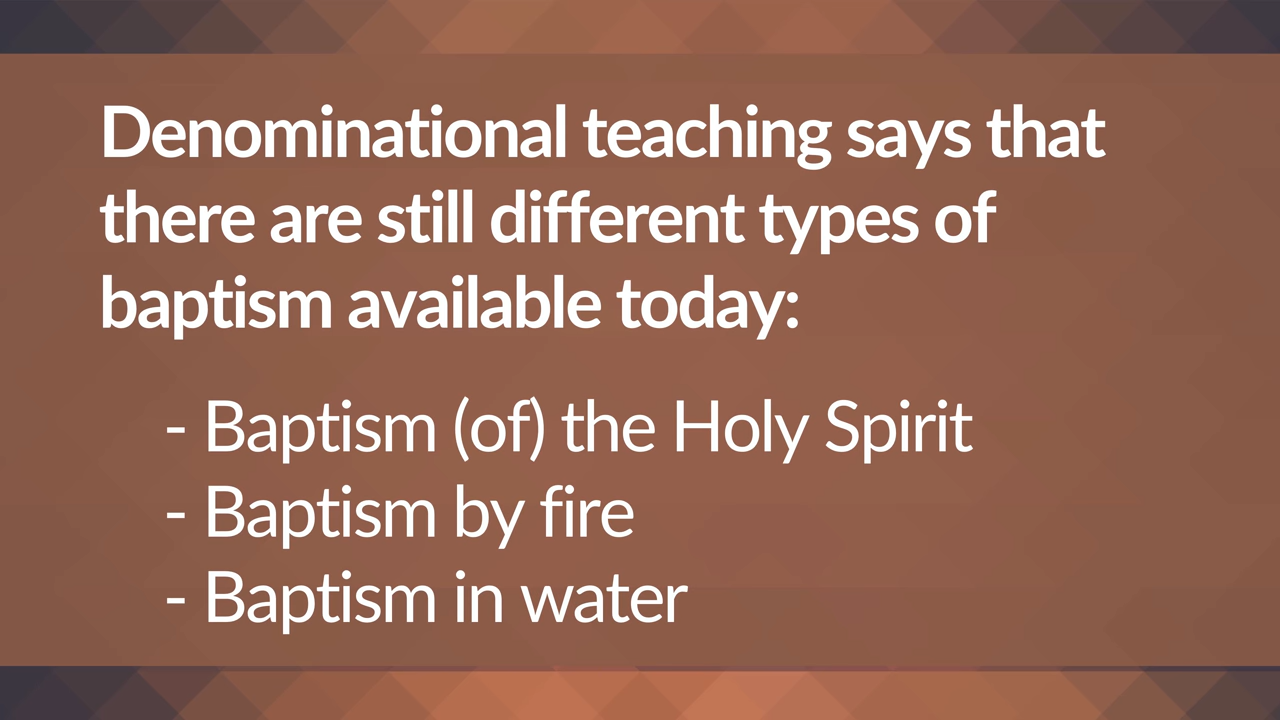 Denominational teaching says that
there are still different types of
baptism available today:
- Baptism (of) the Holy Spirit
- Baptism by fire
- Baptism in water